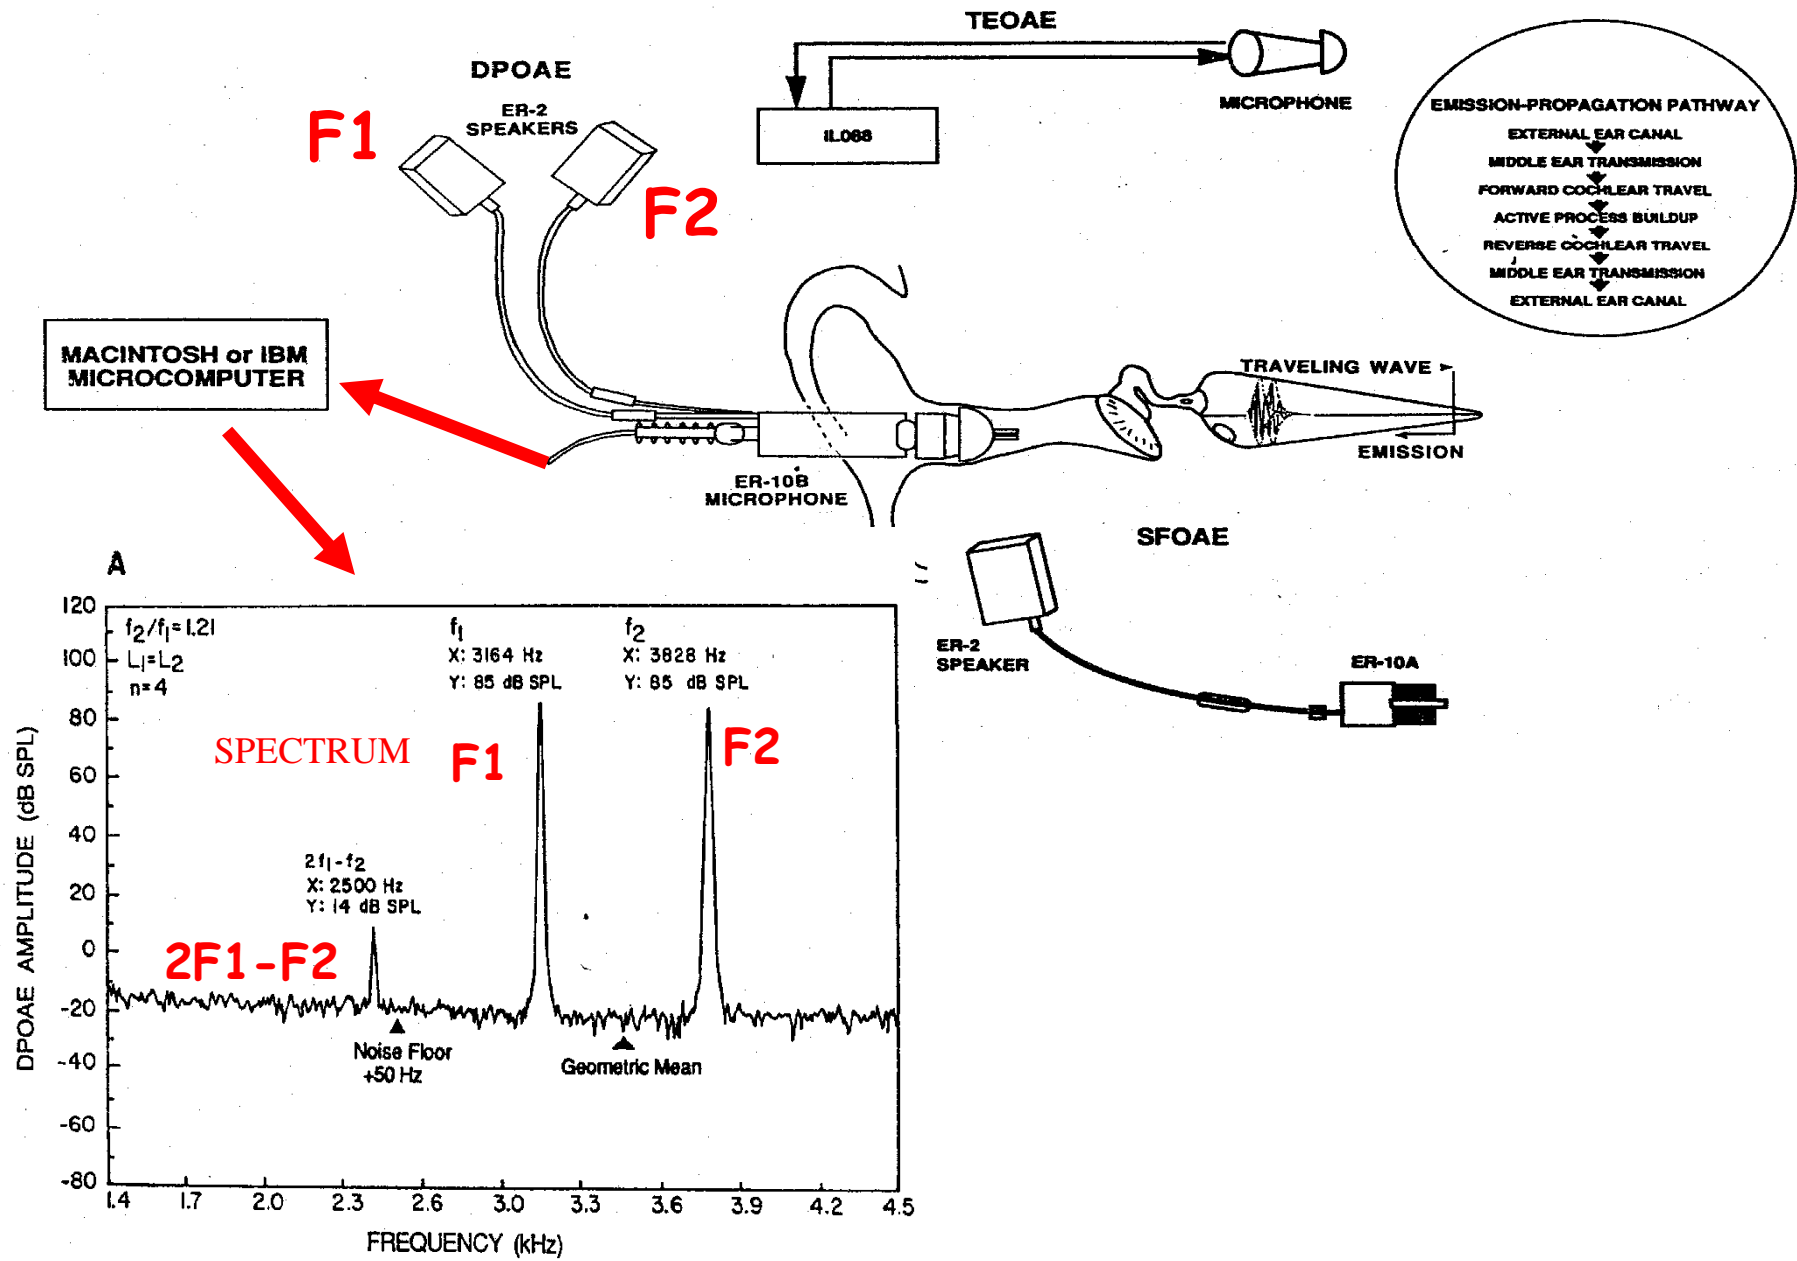 TEOAE
DPOAE
ER-2
SPEAKERS
F1
F2
IL088
MICROPHONE
EMISSION-PROPAGATION PATHWAY
EXTERNAL EAR CANAL
MIDDLE EAR TRANSMISSION
FORWARD COCHLEAR TRAVEL
ACTIVE PROCESS BUILDUP
REVERSE COCHLEAR TRAVEL
MIDDLE EAR TRANSMISSION
EXTERNAL EAR CANAL
MACINTOSH or IBM
MICROCOMPUTER
TRAVELING WAVE
EMISSION
ER-10B
MICROPHONE
SFOAE
ER-2
SPEAKER
ER-10A
A
f2/f1=1.21
L1=L2
n=4
f1
X: 3164 Hz
Y: 85 dB SPL
f2
X: 3828 Hz
Y: 85 dB SPL
SPECTRUM
F1
F2
2f1-f2
X: 2500 Hz
Y: 14 dB SPL
2F1-F2
Noise Floor
+50 Hz
Geometric Mean
DPOAE AMPLITUDE (dB SPL)
120
100
80
60
40
20
0
-20
-40
-60
-80
1.4 1.7 2.0 2.3 2.6 3.0 3.3 3.6 3.9 4.2 4.5
FREQUENCY (kHz)